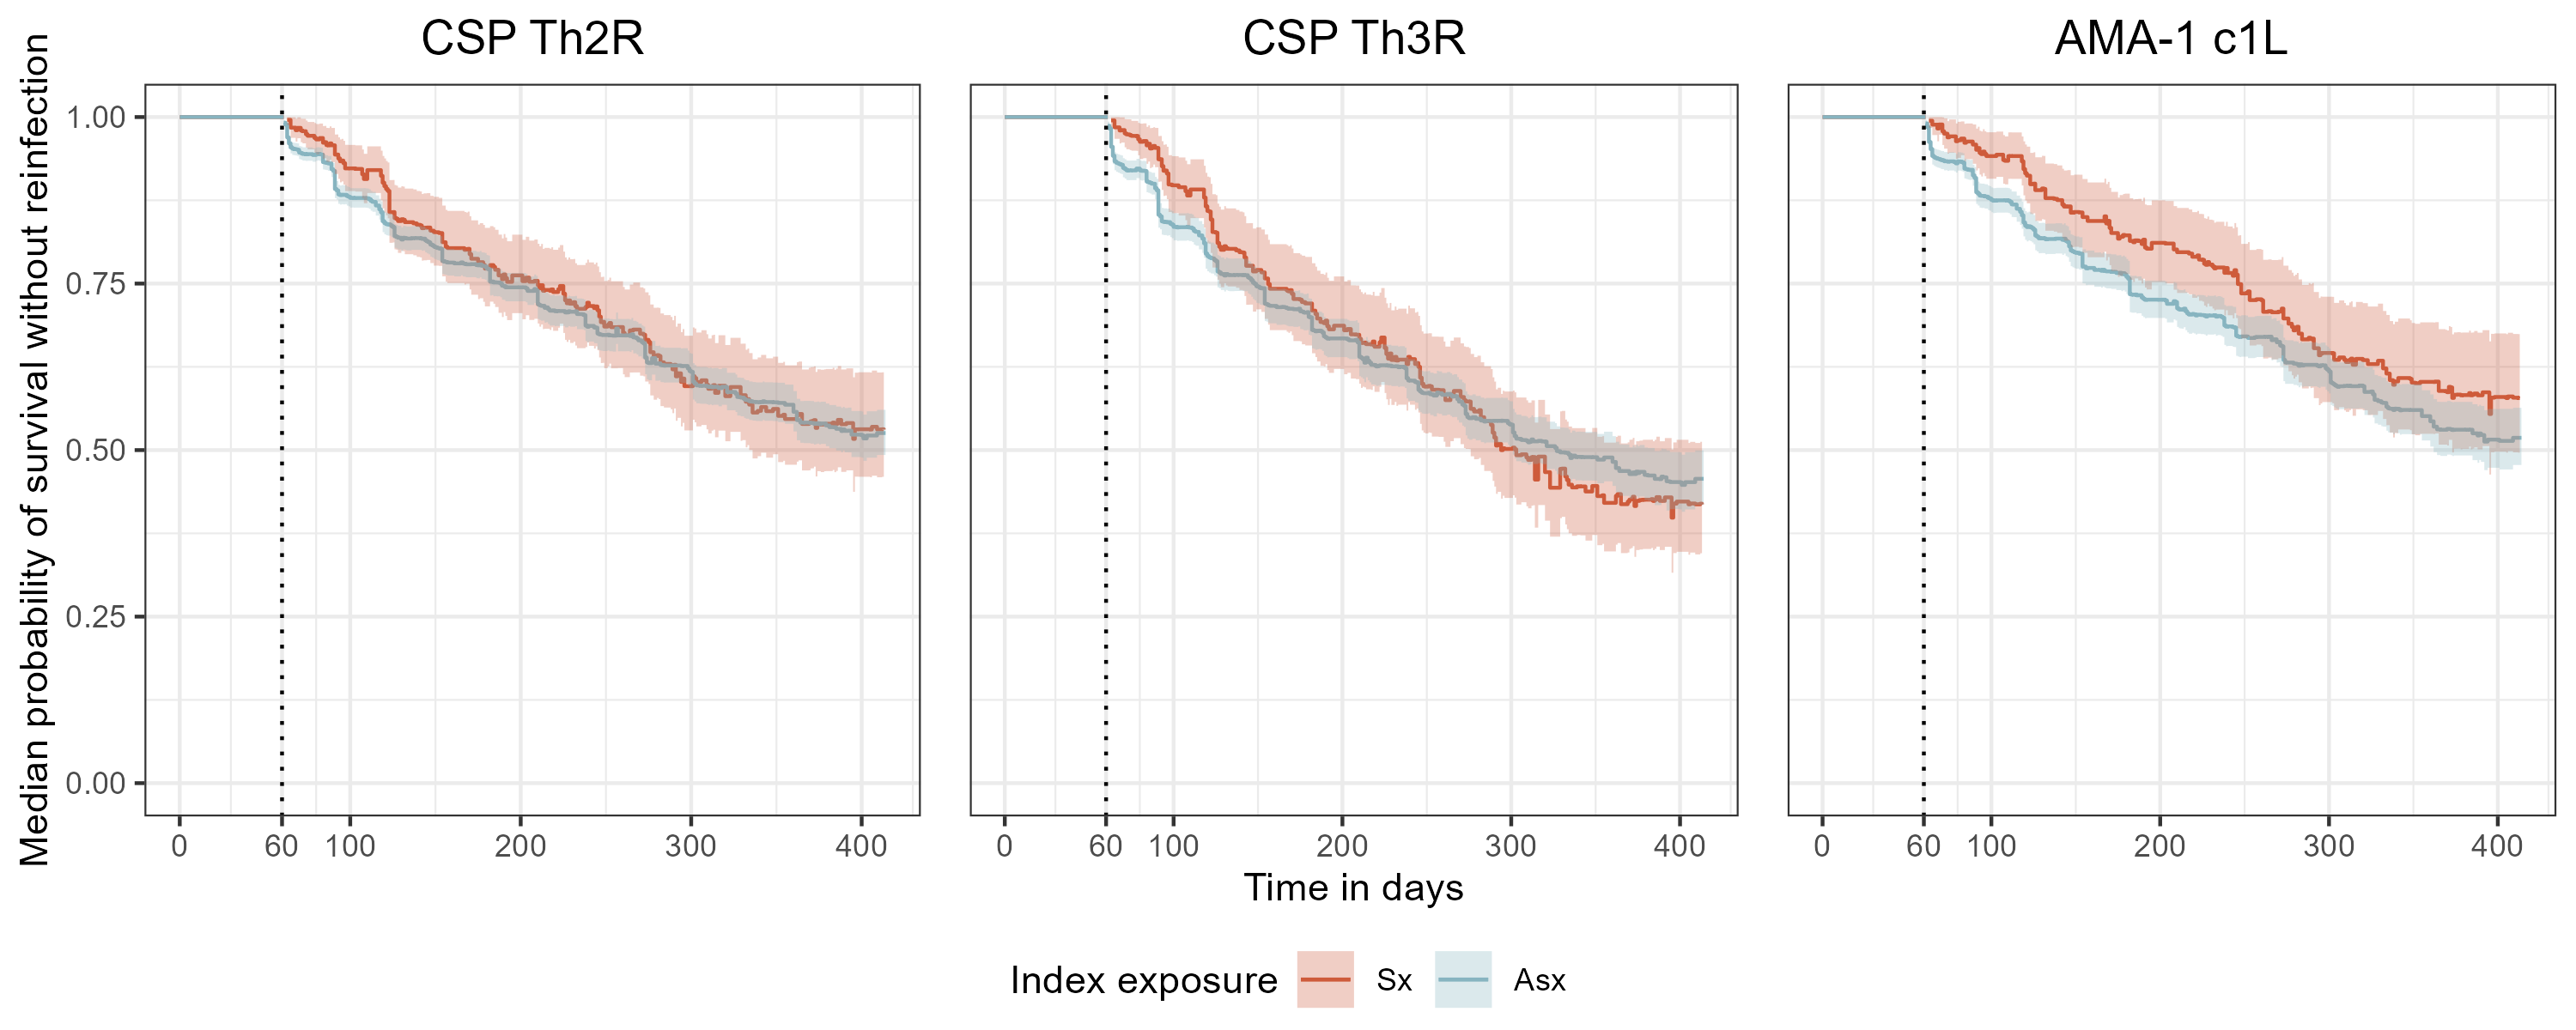 CSP Th2R
CSP Th3R
AMA-1 c1L
Median probability of survival without reinfection
1.00
0.75
0.50
0.25
0.00
0 60 100 200 300 400
0 60 100 200 300 400
0 60 100 200 300 400
Time in days
Index exposure Sx Asx